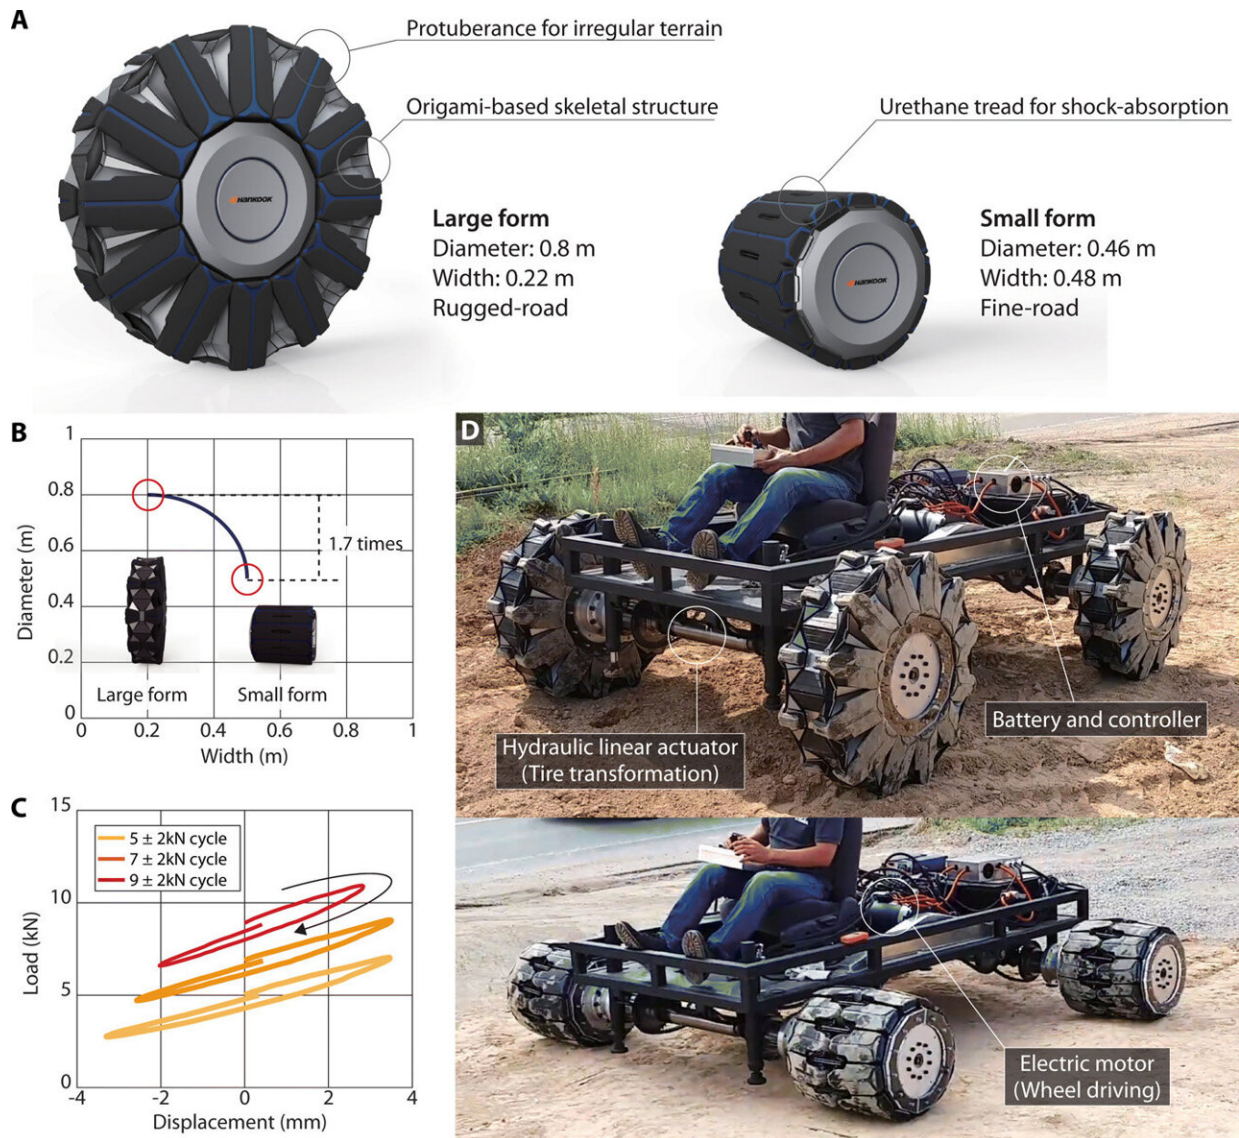 A
Protuberance for irregular terrain
Origami-based skeletal structure
Urethane tread for shock-absorption
HANKOOK
Large form
Diameter: 0.8 m
Width: 0.22 m
Rugged-road
HANKOOK
Small form
Diameter: 0.46 m
Width: 0.48 m
Fine-road
B
1
0.8
0.6
0.4
0.2
0
Diameter (m)
1.7 times
Large form
Small form
0
0.2
0.4
0.6
0.8
1
Width (m)
C
15
10
5
0
Load (kN)
5 ± 2kN cycle
7 ± 2kN cycle
9 ± 2kN cycle
-4
-2
0
2
4
Displacement (mm)
D
Hydraulic linear actuator
(Tire transformation)
Battery and controller
Electric motor
(Wheel driving)